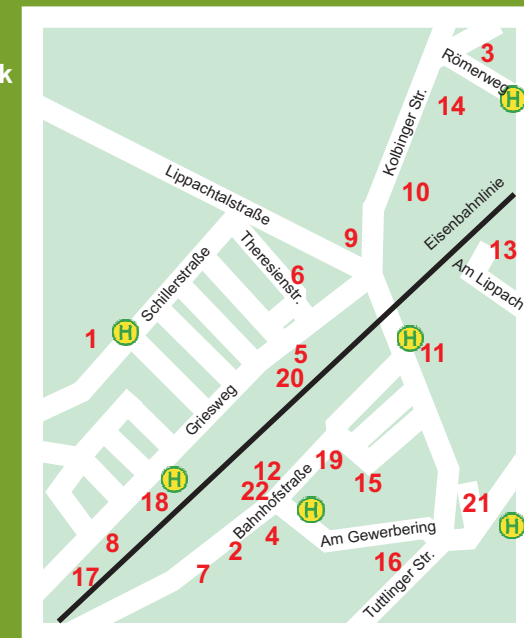 k
3
Römerweg
H
14
Kolbinger Str.
10
Lippachtalstraße
Eisenbahnlinie
9
13
Theresienstr.
6
Am Lippach
Schillerstraße
1
H
H
11
5
20
Griesweg
19
12
H
15
22
18
Bahnhofstraße
21
H
H
4
Am Gewerbering
8
2
16
17
7
Tuttlinger Str.